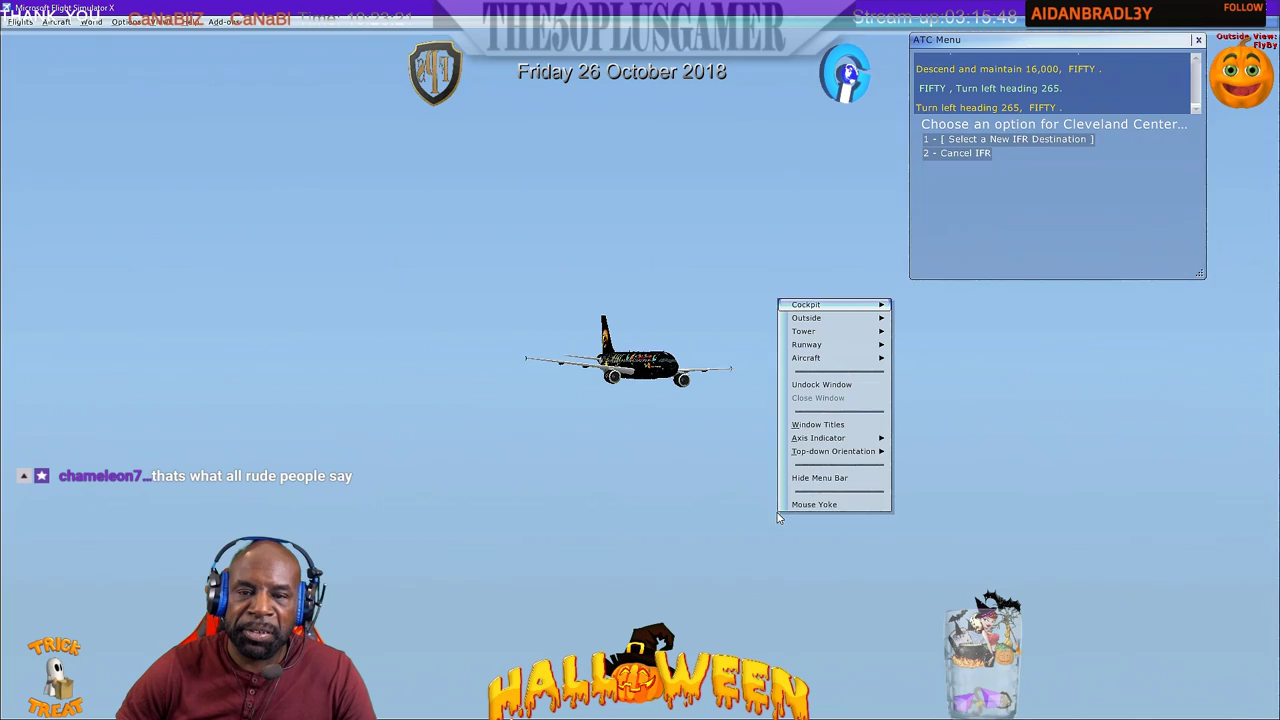 Microsoft Flight Simulator X
Flights Aircraft World Options Help Add-ons
CaNaBliZ CaNaBl
THE50PLUSGAMER
Stream up:03:15:48
AIDANBRADL3Y
FOLLOW
Friday 26 October 2018
ATC Menu
x
Outside View:
FlyBy
Descend and maintain 16,000, FIFTY .
FIFTY , Turn left heading 265.
Turn left heading 265, FIFTY .
Choose an option for Cleveland Center...
1 - [ Select a New IFR Destination ]
2 - Cancel IFR
Cockpit
Outside
Tower
Runway
Aircraft
Undock Window
Close Window
Window Titles
Axis Indicator
Top-down Orientation
Hide Menu Bar
Mouse Yoke
chameleon7...thats what all rude people say
TRICK
TREAT
HALLOWEEN